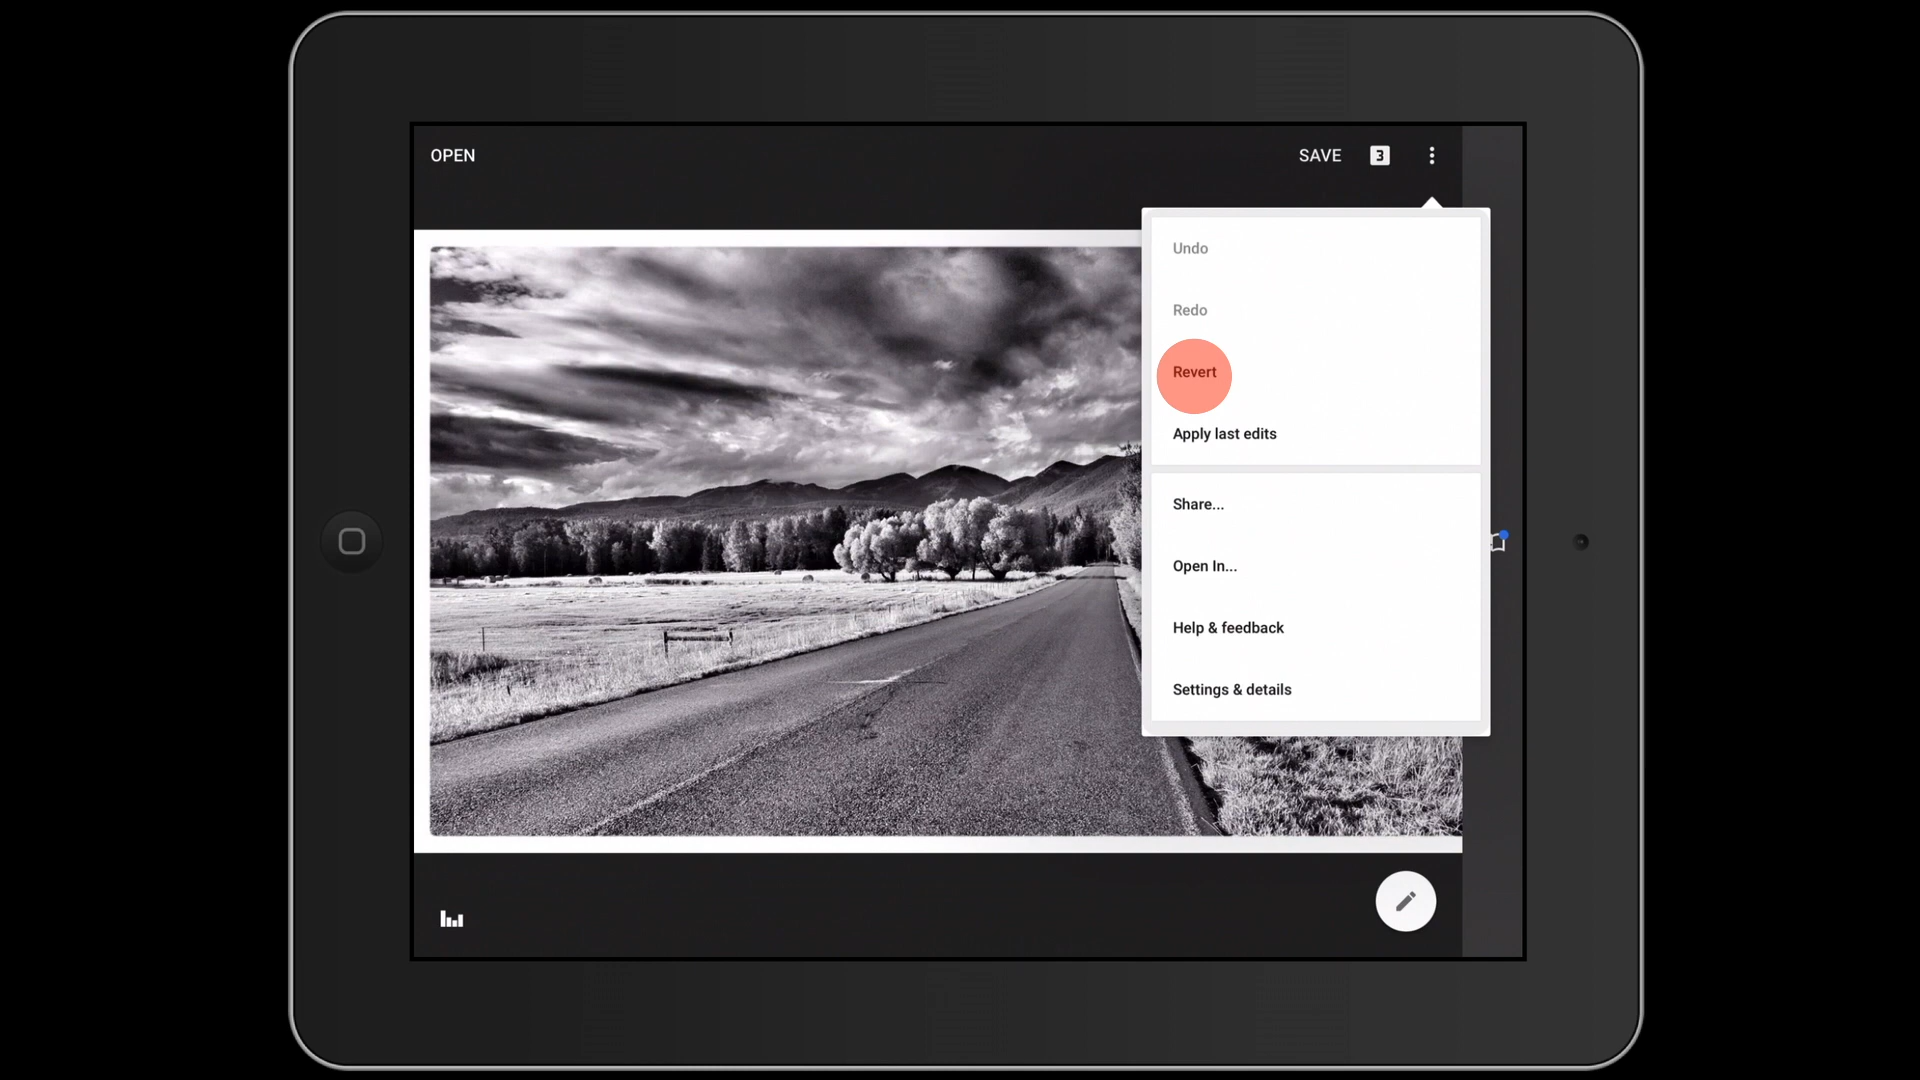 OPEN
SAVE
3
Undo
Redo
Revert
Apply last edits
Share...
Open In...
Help & feedback
Settings & details